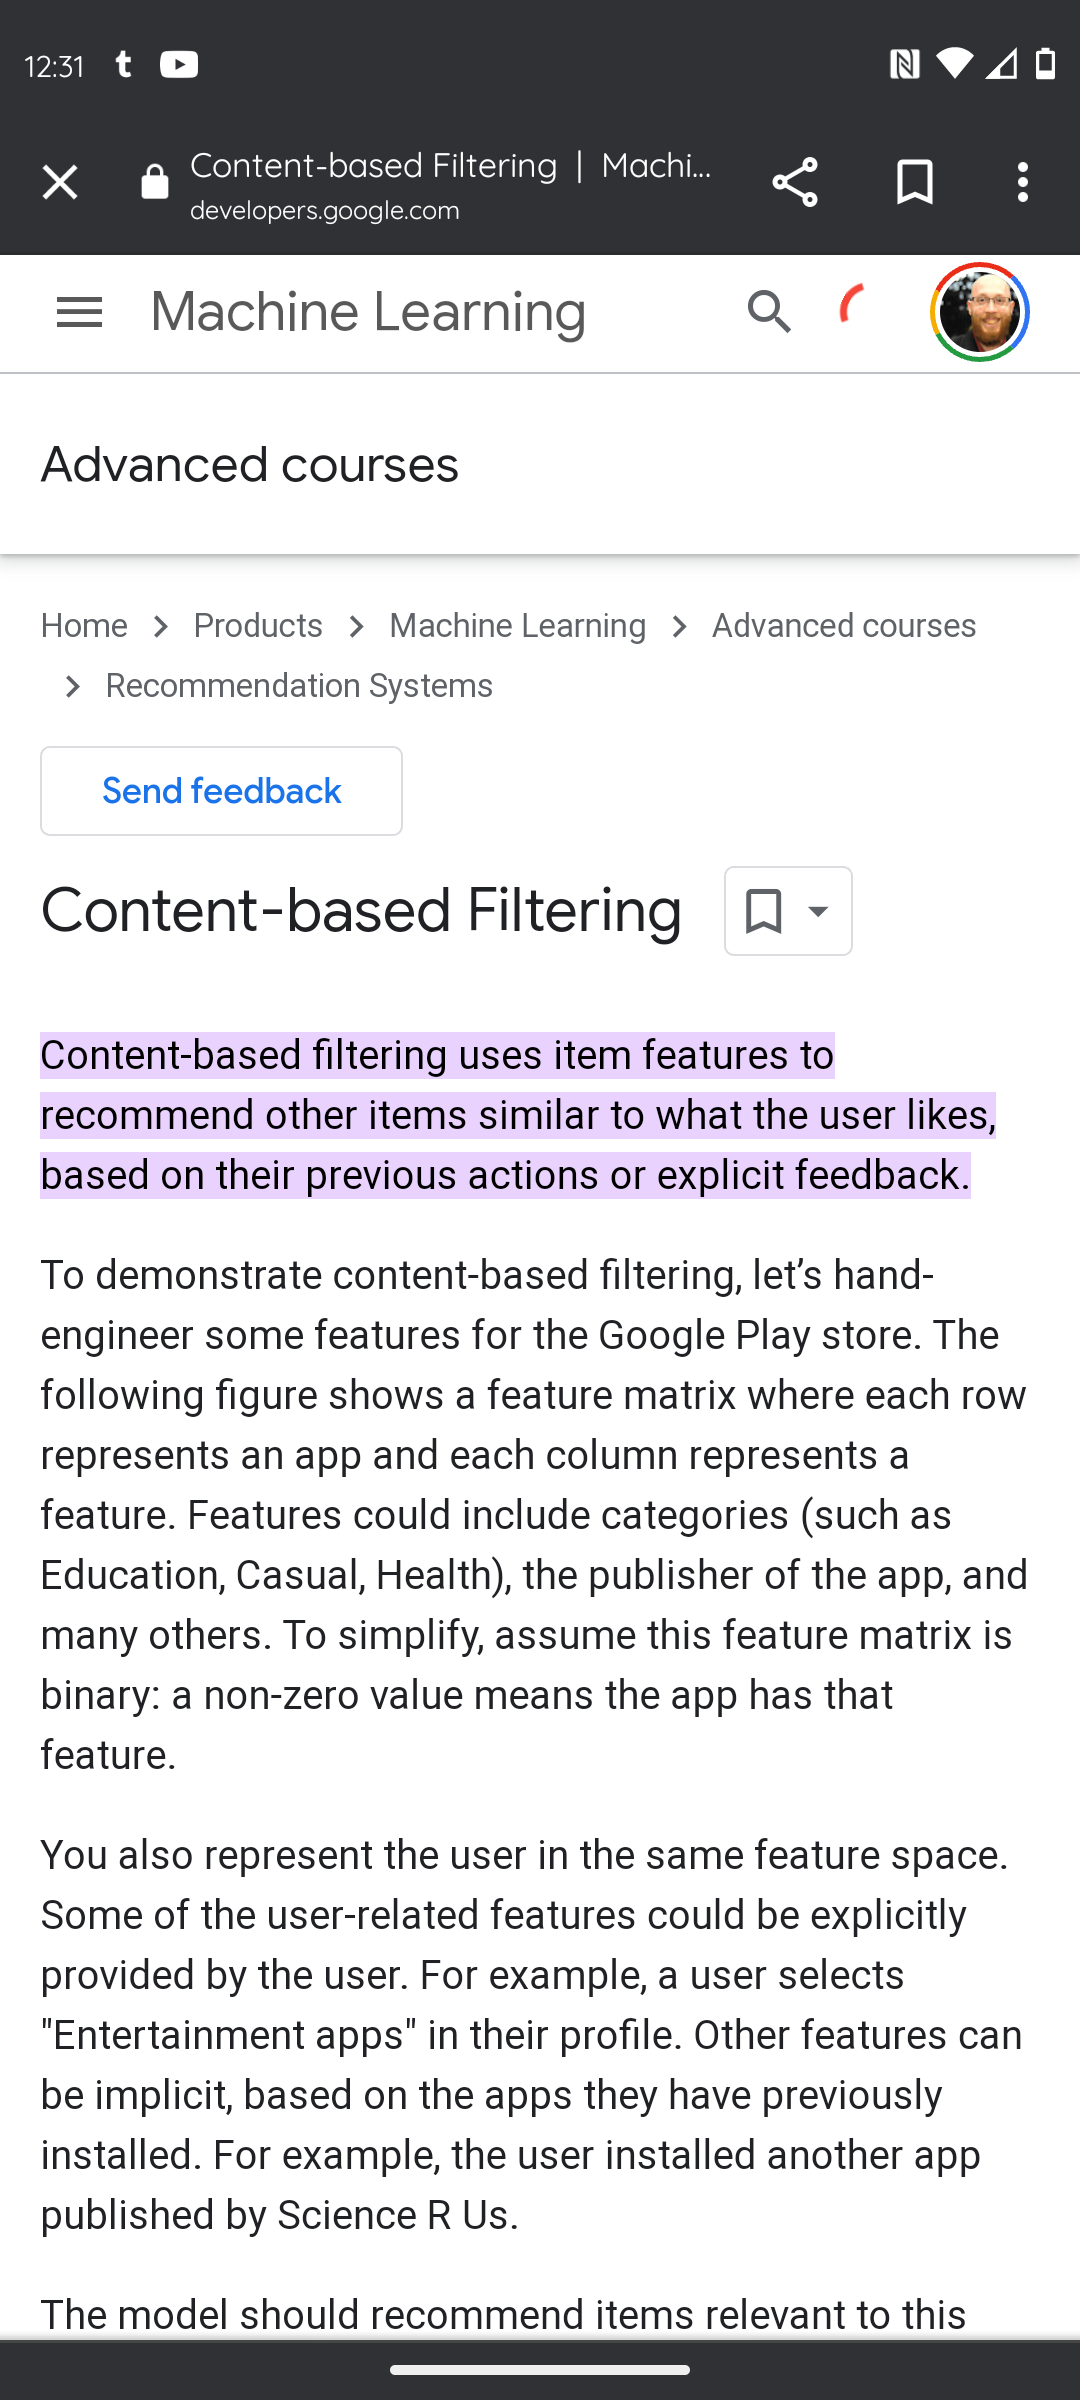 12:31
Content-based Filtering | Machi...
developers.google.com
Machine Learning
Advanced courses
Home > Products > Machine Learning > Advanced courses
> Recommendation Systems
Send feedback
Content-based Filtering
Content-based filtering uses item features to
recommend other items similar to what the user likes,
based on their previous actions or explicit feedback.
To demonstrate content-based filtering, let’s hand-
engineer some features for the Google Play store. The
following figure shows a feature matrix where each row
represents an app and each column represents a
feature. Features could include categories (such as
Education, Casual, Health), the publisher of the app, and
many others. To simplify, assume this feature matrix is
binary: a non-zero value means the app has that
feature.
You also represent the user in the same feature space.
Some of the user-related features could be explicitly
provided by the user. For example, a user selects
"Entertainment apps" in their profile. Other features can
be implicit, based on the apps they have previously
installed. For example, the user installed another app
published by Science R Us.
The model should recommend items relevant to this